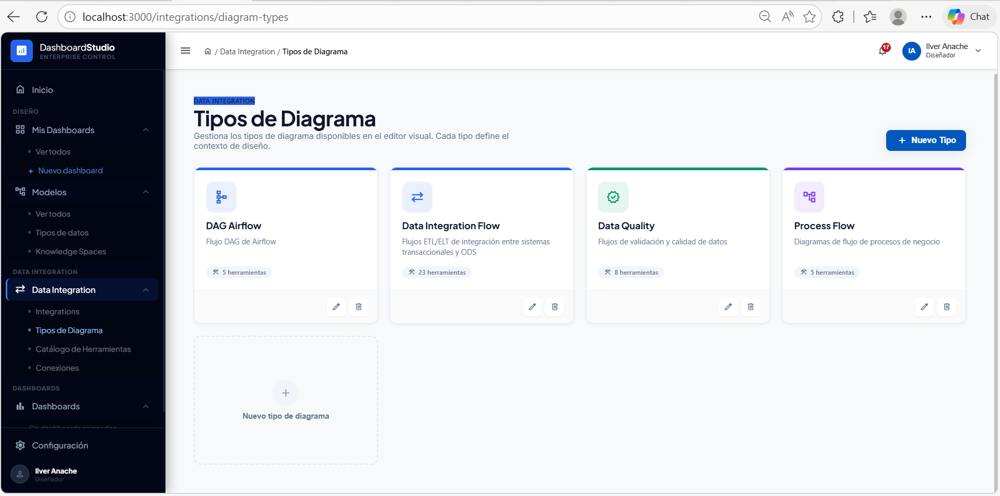 localhost:3000/integrations/diagram-types
Chat
DashboardStudio
ENTERPRISE CONTROL
/ Data Integration / Tipos de Diagrama
17
IA
Ilver Anache
Diseñador
Inicio
DISEÑO
Mis Dashboards
Ver todos
+ Nuevo dashboard
Modelos
Ver todos
Tipos de datos
Knowledge Spaces
DATA INTEGRATION
Data Integration
Integrations
Tipos de Diagrama
Catálogo de Herramientas
Conexiones
DASHBOARDS
Dashboards
Sin dashboards asignados
Configuración
Ilver Anache
Diseñador
DATA INTEGRATION
Tipos de Diagrama
Gestiona los tipos de diagrama disponibles en el editor visual. Cada tipo define el
contexto de diseño.
+ Nuevo Tipo
DAG Airflow
Flujo DAG de Airflow
5 herramientas
Data Integration Flow
Flujos ETL/ELT de integración entre sistemas
transaccionales y ODS
23 herramientas
Data Quality
Flujos de validación y calidad de datos
8 herramientas
Process Flow
Diagramas de flujo de procesos de negocio
5 herramientas
+
Nuevo tipo de diagrama